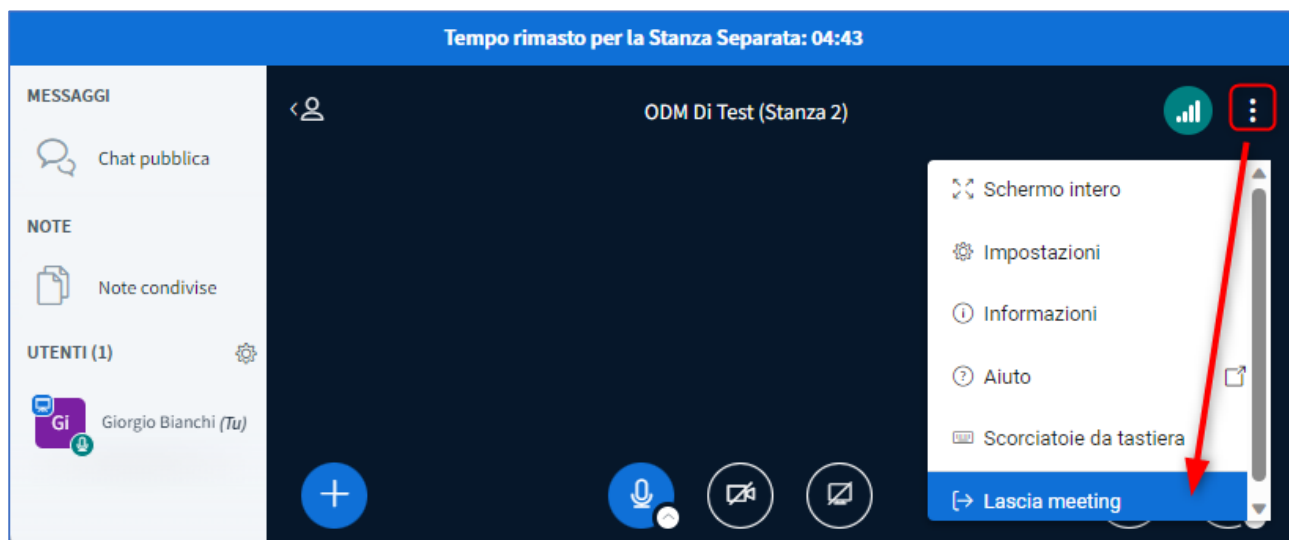 Tempo rimasto per la Stanza Separata: 04:43
MESSAGGI
Chat pubblica
NOTE
Note condivise
UTENTI (1)
Gi
Giorgio Bianchi (Tu)
ODM Di Test (Stanza 2)
Schermo intero
Impostazioni
Informazioni
Aiuto
Scorciatoie da tastiera
Lascia meeting